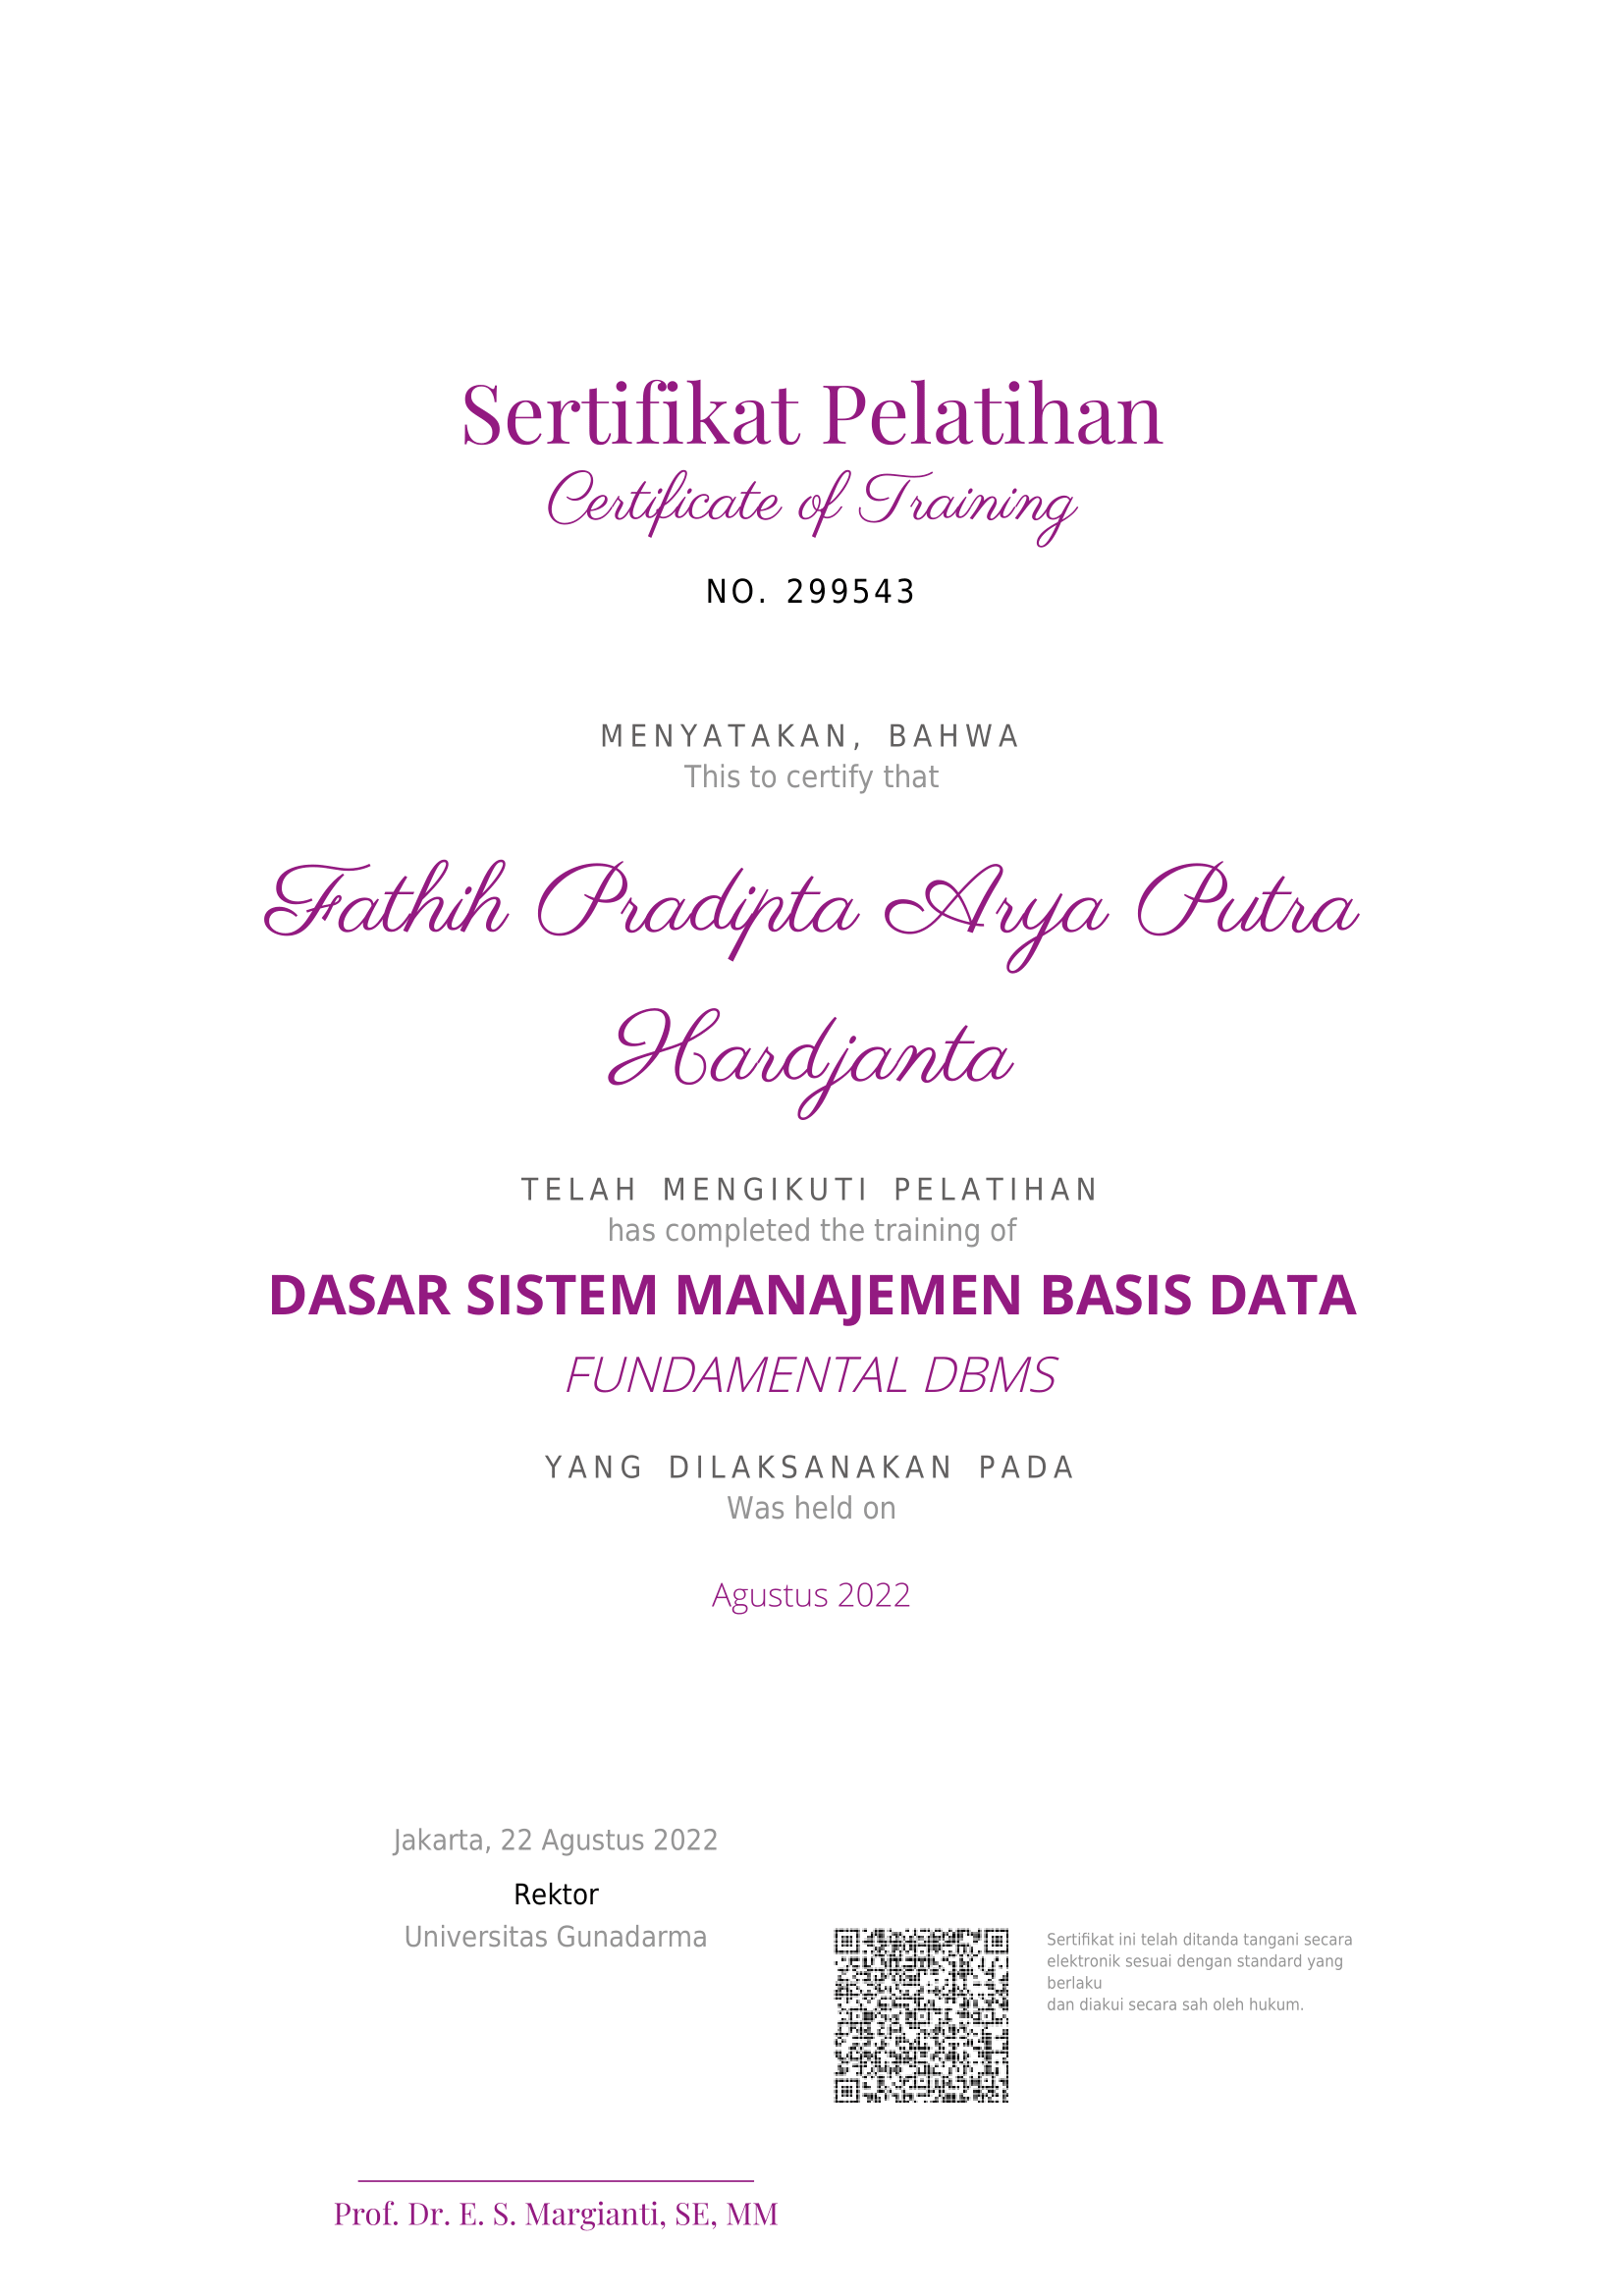 Sertifikat Pelatihan
Certificate of Training
NO. 299543
MENYATAKAN, BAHWA
This to certify that
Fathih Pradipta Arya Putra
Hardjanta
TELAH MENGIKUTI PELATIHAN
has completed the training of
DASAR SISTEM MANAJEMEN BASIS DATA
FUNDAMENTAL DBMS
YANG DILAKSANAKAN PADA
Was held on
Agustus 2022
Jakarta, 22 Agustus 2022
Rektor
Universitas Gunadarma
Sertifikat ini telah ditanda tangani secara
elektronik sesuai dengan standard yang
berlaku
dan diakui secara sah oleh hukum.
Prof. Dr. E. S. Margianti, SE, MM